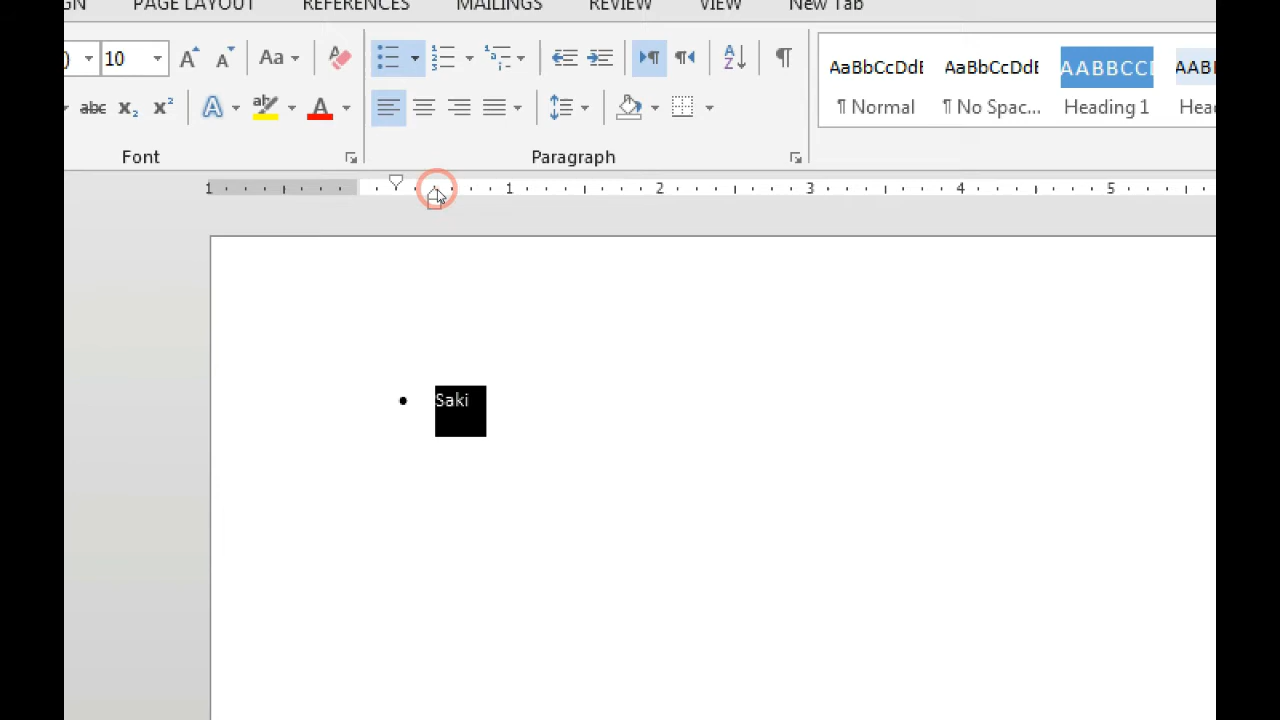 GN PAGE LAYOUT REFERENCES MAILINGS REVIEW VIEW New Tab
) 10 A A Aa A ¶ ¶ A Z ¶ AaBbCcDdE AaBbCcDdE AABBCCI AABI
abc X₂ X² A aby A ¶ Normal ¶ No Spac... Heading 1 Hea
Font Paragraph
1 1 2 3 4 5
• Saki